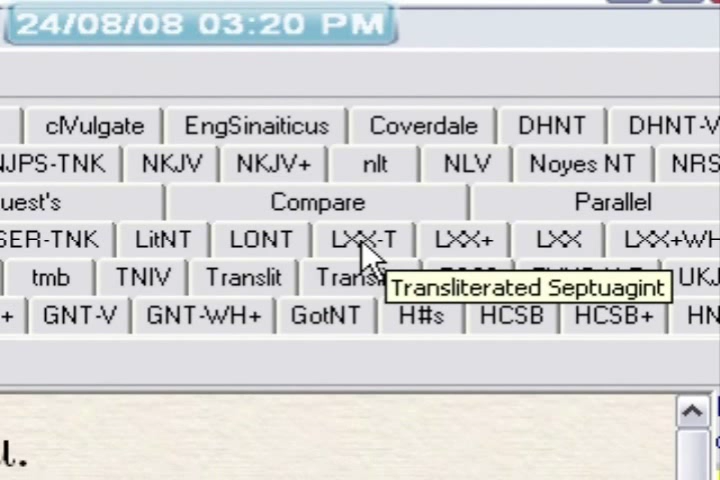 24/08/08 03:20 PM
clVulgate EngSinaiticus Coverdale DHNT DHNT-V
NJPS-TNK NKJV NKJV+ nlt NLV Noyes NT NRS
uest's Compare Parallel
SER-TNK LitNT LONT LXX-T LXX+ LXX LXX+WH
tmb TNIV Translit Trans UKJ
Transliterated Septuagint
+ GNT-V GNT-WH+ GotNT H#s HCSB HCSB+ HN
u.